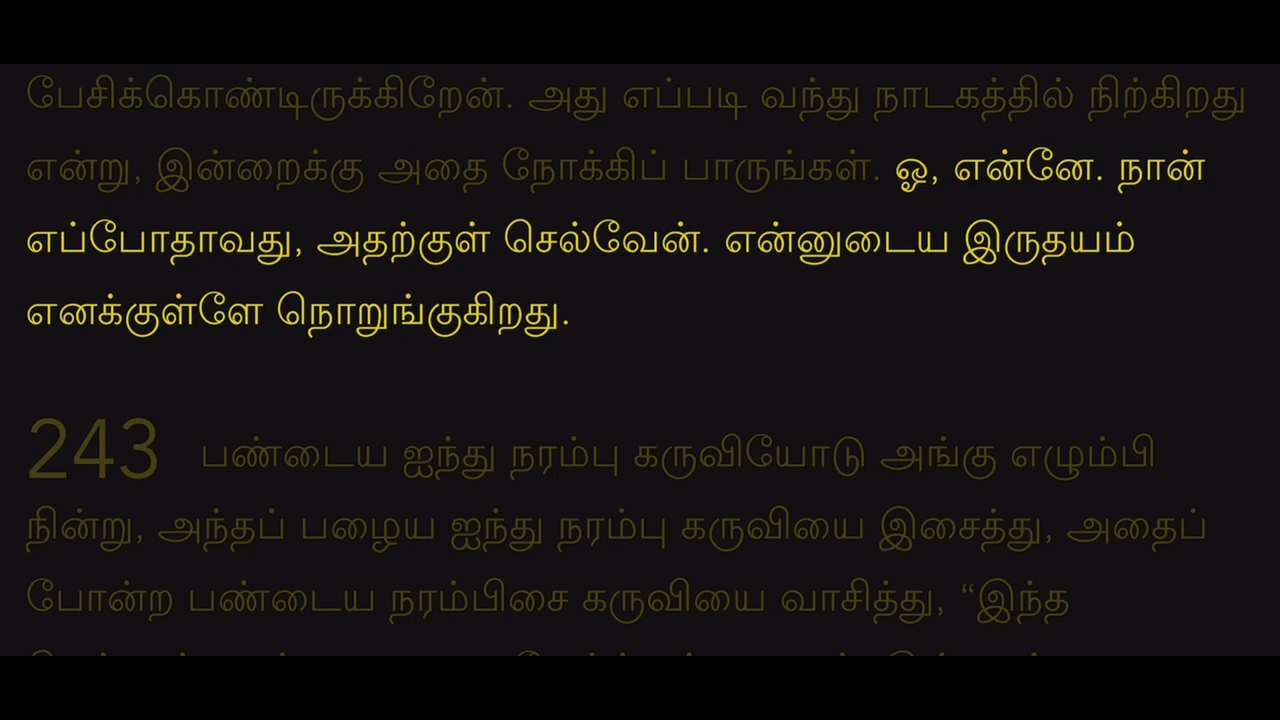 பேசிக்கொண்டிருக்கிறேன். அது எப்படி வந்து நாடகத்தில் நிற்கிறது
என்று, இன்றைக்கு அதை நோக்கிப் பாருங்கள். ஓ, என்னே. நான்
எப்போதாவது, அதற்குள் செல்வேன். என்னுடைய இருதயம்
எனக்குள்ளே நொறுங்குகிறது.
243 பண்டைய ஐந்து நரம்பு கருவியோடு அங்கு எழும்பி
நின்று, அந்தப் பழைய ஐந்து நரம்பு கருவியை இசைத்து, அதைப்
போன்ற பண்டைய நரம்பிசை கருவியை வாசித்து, “இந்த